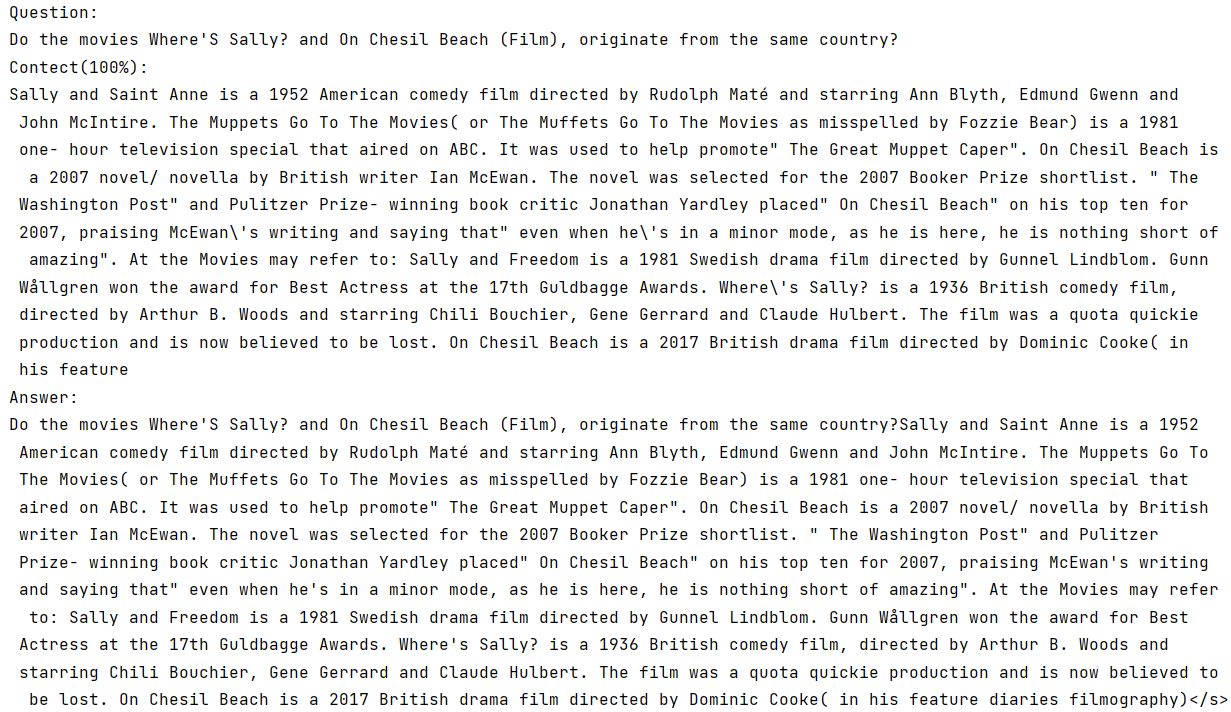 Question:
Do the movies Where'S Sally? and On Chesil Beach (Film), originate from the same country?
Contect(100%):
Sally and Saint Anne is a 1952 American comedy film directed by Rudolph Maté and starring Ann Blyth, Edmund Gwenn and
John McIntire. The Muppets Go To The Movies( or The Muffets Go To The Movies as misspelled by Fozzie Bear) is a 1981
one- hour television special that aired on ABC. It was used to help promote" The Great Muppet Caper". On Chesil Beach is
a 2007 novel/ novella by British writer Ian McEwan. The novel was selected for the 2007 Booker Prize shortlist. " The
Washington Post" and Pulitzer Prize- winning book critic Jonathan Yardley placed" On Chesil Beach" on his top ten for
2007, praising McEwan\'s writing and saying that" even when he\'s in a minor mode, as he is here, he is nothing short of
amazing". At the Movies may refer to: Sally and Freedom is a 1981 Swedish drama film directed by Gunnel Lindblom. Gunn
Wållgren won the award for Best Actress at the 17th Guldbagge Awards. Where\'s Sally? is a 1936 British comedy film,
directed by Arthur B. Woods and starring Chili Bouchier, Gene Gerrard and Claude Hulbert. The film was a quota quickie
production and is now believed to be lost. On Chesil Beach is a 2017 British drama film directed by Dominic Cooke( in
his feature
Answer:
Do the movies Where'S Sally? and On Chesil Beach (Film), originate from the same country?Sally and Saint Anne is a 1952
American comedy film directed by Rudolph Maté and starring Ann Blyth, Edmund Gwenn and John McIntire. The Muppets Go To
The Movies( or The Muffets Go To The Movies as misspelled by Fozzie Bear) is a 1981 one- hour television special that
aired on ABC. It was used to help promote" The Great Muppet Caper". On Chesil Beach is a 2007 novel/ novella by British
writer Ian McEwan. The novel was selected for the 2007 Booker Prize shortlist. " The Washington Post" and Pulitzer
Prize- winning book critic Jonathan Yardley placed" On Chesil Beach" on his top ten for 2007, praising McEwan's writing
and saying that" even when he's in a minor mode, as he is here, he is nothing short of amazing". At the Movies may refer
to: Sally and Freedom is a 1981 Swedish drama film directed by Gunnel Lindblom. Gunn Wållgren won the award for Best
Actress at the 17th Guldbagge Awards. Where's Sally? is a 1936 British comedy film, directed by Arthur B. Woods and
starring Chili Bouchier, Gene Gerrard and Claude Hulbert. The film was a quota quickie production and is now believed to
be lost. On Chesil Beach is a 2017 British drama film directed by Dominic Cooke( in his feature diaries filmography)</s>